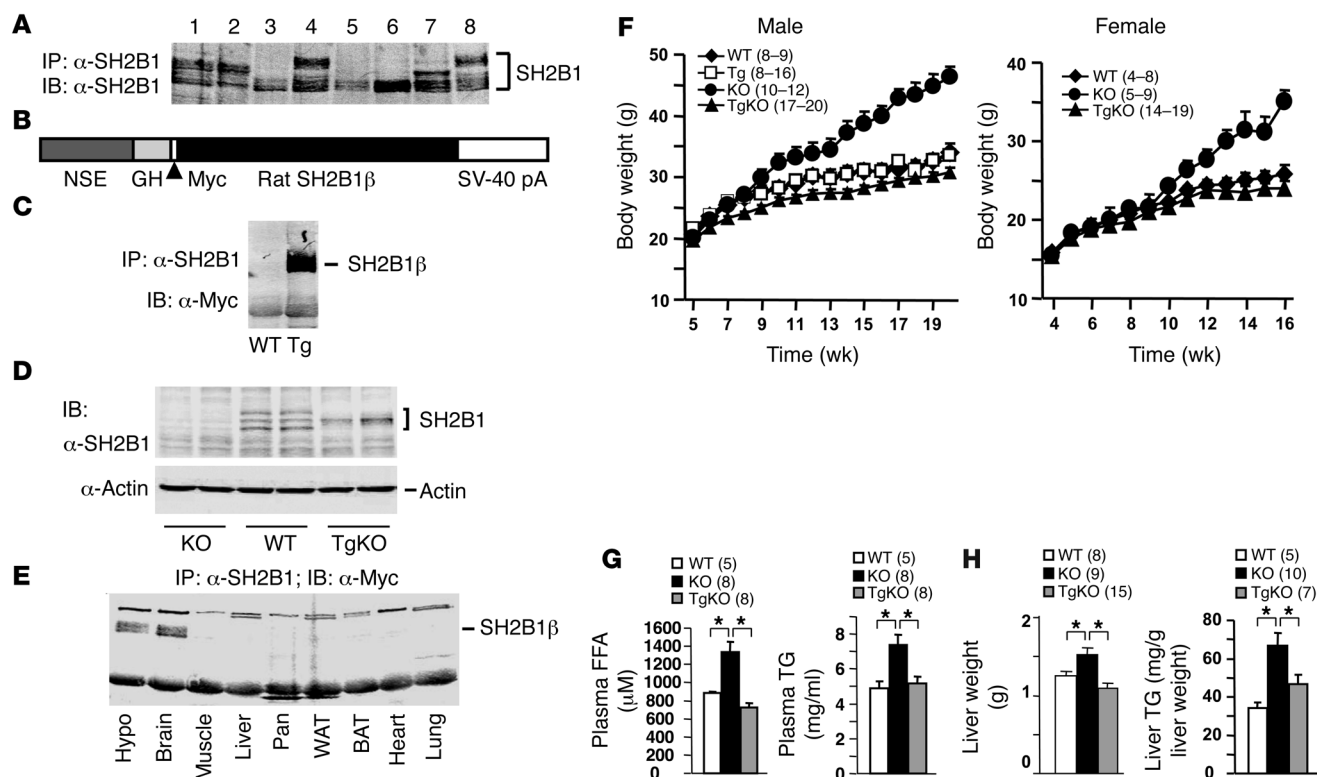 A
1 2 3 4 5 6 7 8
IP: α-SH2B1
IB: α-SH2B1
SH2B1
B
NSE GH Myc Rat SH2B1β SV-40 pA
C
IP: α-SH2B1
SH2B1β
IB: α-Myc
WT Tg
D
IB:
α-SH2B1
SH2B1
α-Actin
Actin
KO WT TgKO
E
IP: α-SH2B1; IB: α-Myc
SH2B1β
Hypo Brain Muscle Liver Pan WAT BAT Heart Lung
F
Male
WT (8–9)
Tg (8–16)
KO (10–12)
TgKO (17–20)
Body weight (g)
50
40
30
20
10
5 7 9 11 13 15 17 19
Time (wk)
Female
WT (4–8)
KO (5–9)
TgKO (14–19)
Body weight (g)
40
30
20
10
4 6 8 10 12 14 16
Time (wk)
G
WT (5)
KO (8)
TgKO (8)
* *
Plasma FFA
(μM)
1600
1400
1200
1000
800
600
400
200
0
WT (5)
KO (8)
TgKO (8)
* *
Plasma TG
(mg/ml)
9
8
6
5
3
2
0
H
WT (8)
KO (9)
TgKO (15)
* *
Liver weight
(g)
2
1
0
WT (5)
KO (10)
TgKO (7)
* *
Liver TG (mg/g
liver weight)
80
60
40
20
0